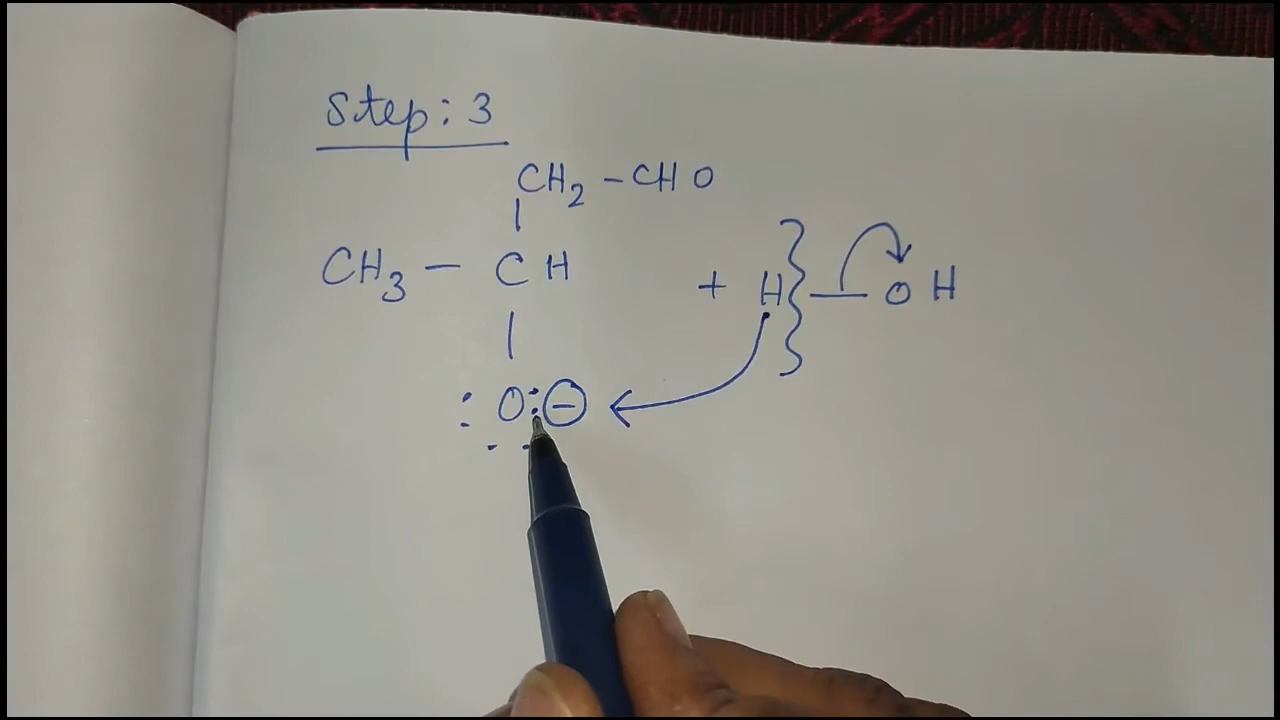 Step: 3
CH2 - CHO
|
CH3 - CH + H - OH
|
:O:⊖